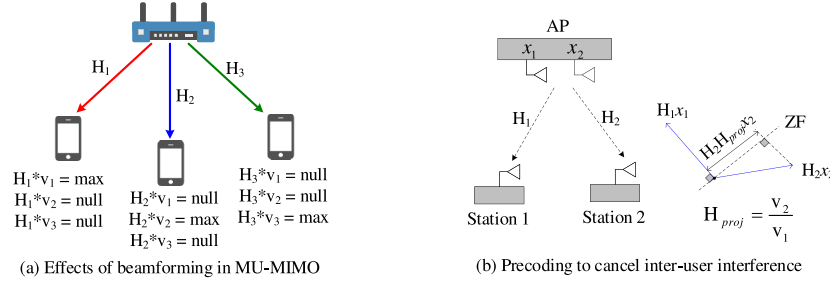 H1
H2
H3
H1*v1 = max
H1*v2 = null
H1*v3 = null
H2*v1 = null
H2*v2 = max
H2*v3 = null
H3*v1 = null
H3*v2 = null
H3*v3 = max
(a) Effects of beamforming in MU-MIMO
AP
x1 x2
H1
H2
Station 1
Station 2
H1x1
H2Hprojx2
ZF
H2x2
Hproj = v2
v1
(b) Precoding to cancel inter-user interference